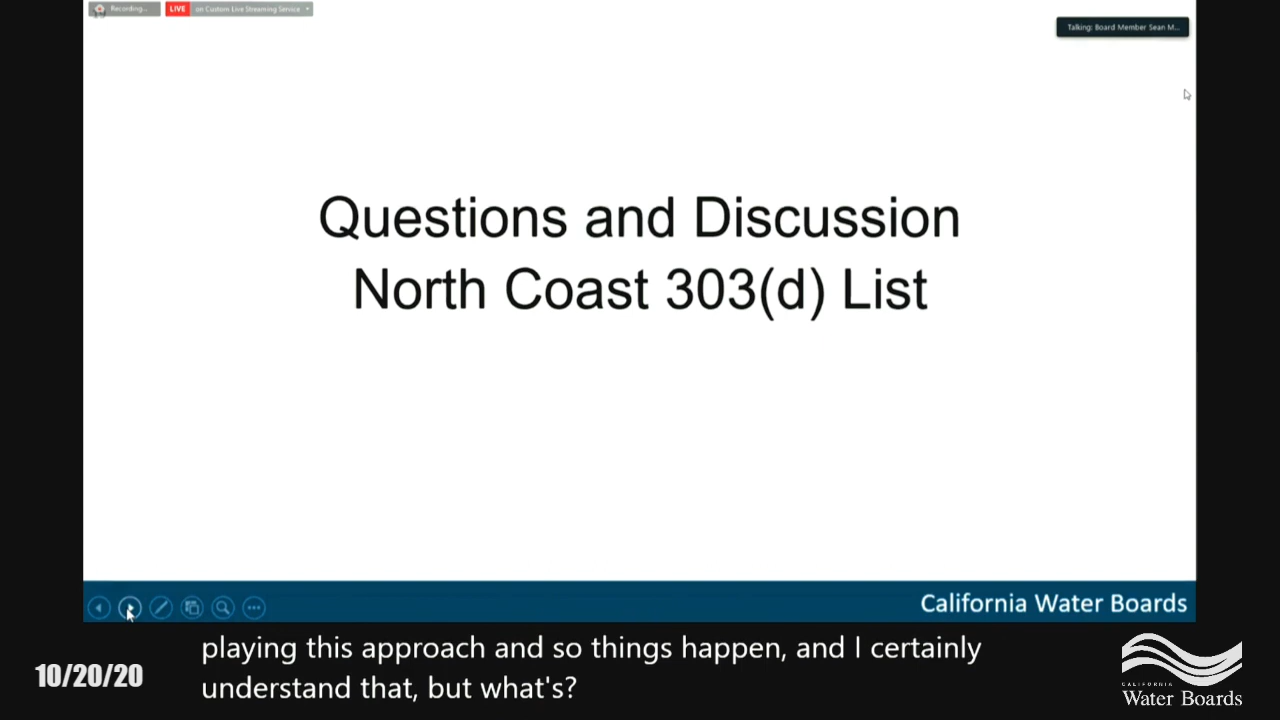 Recording...
LIVE on Custom Live Streaming Service
Talking: Board Member Sean M...
Questions and Discussion
North Coast 303(d) List
California Water Boards
playing this approach and so things happen, and I certainly
understand that, but what's?
10/20/20
CALIFORNIA
Water Boards